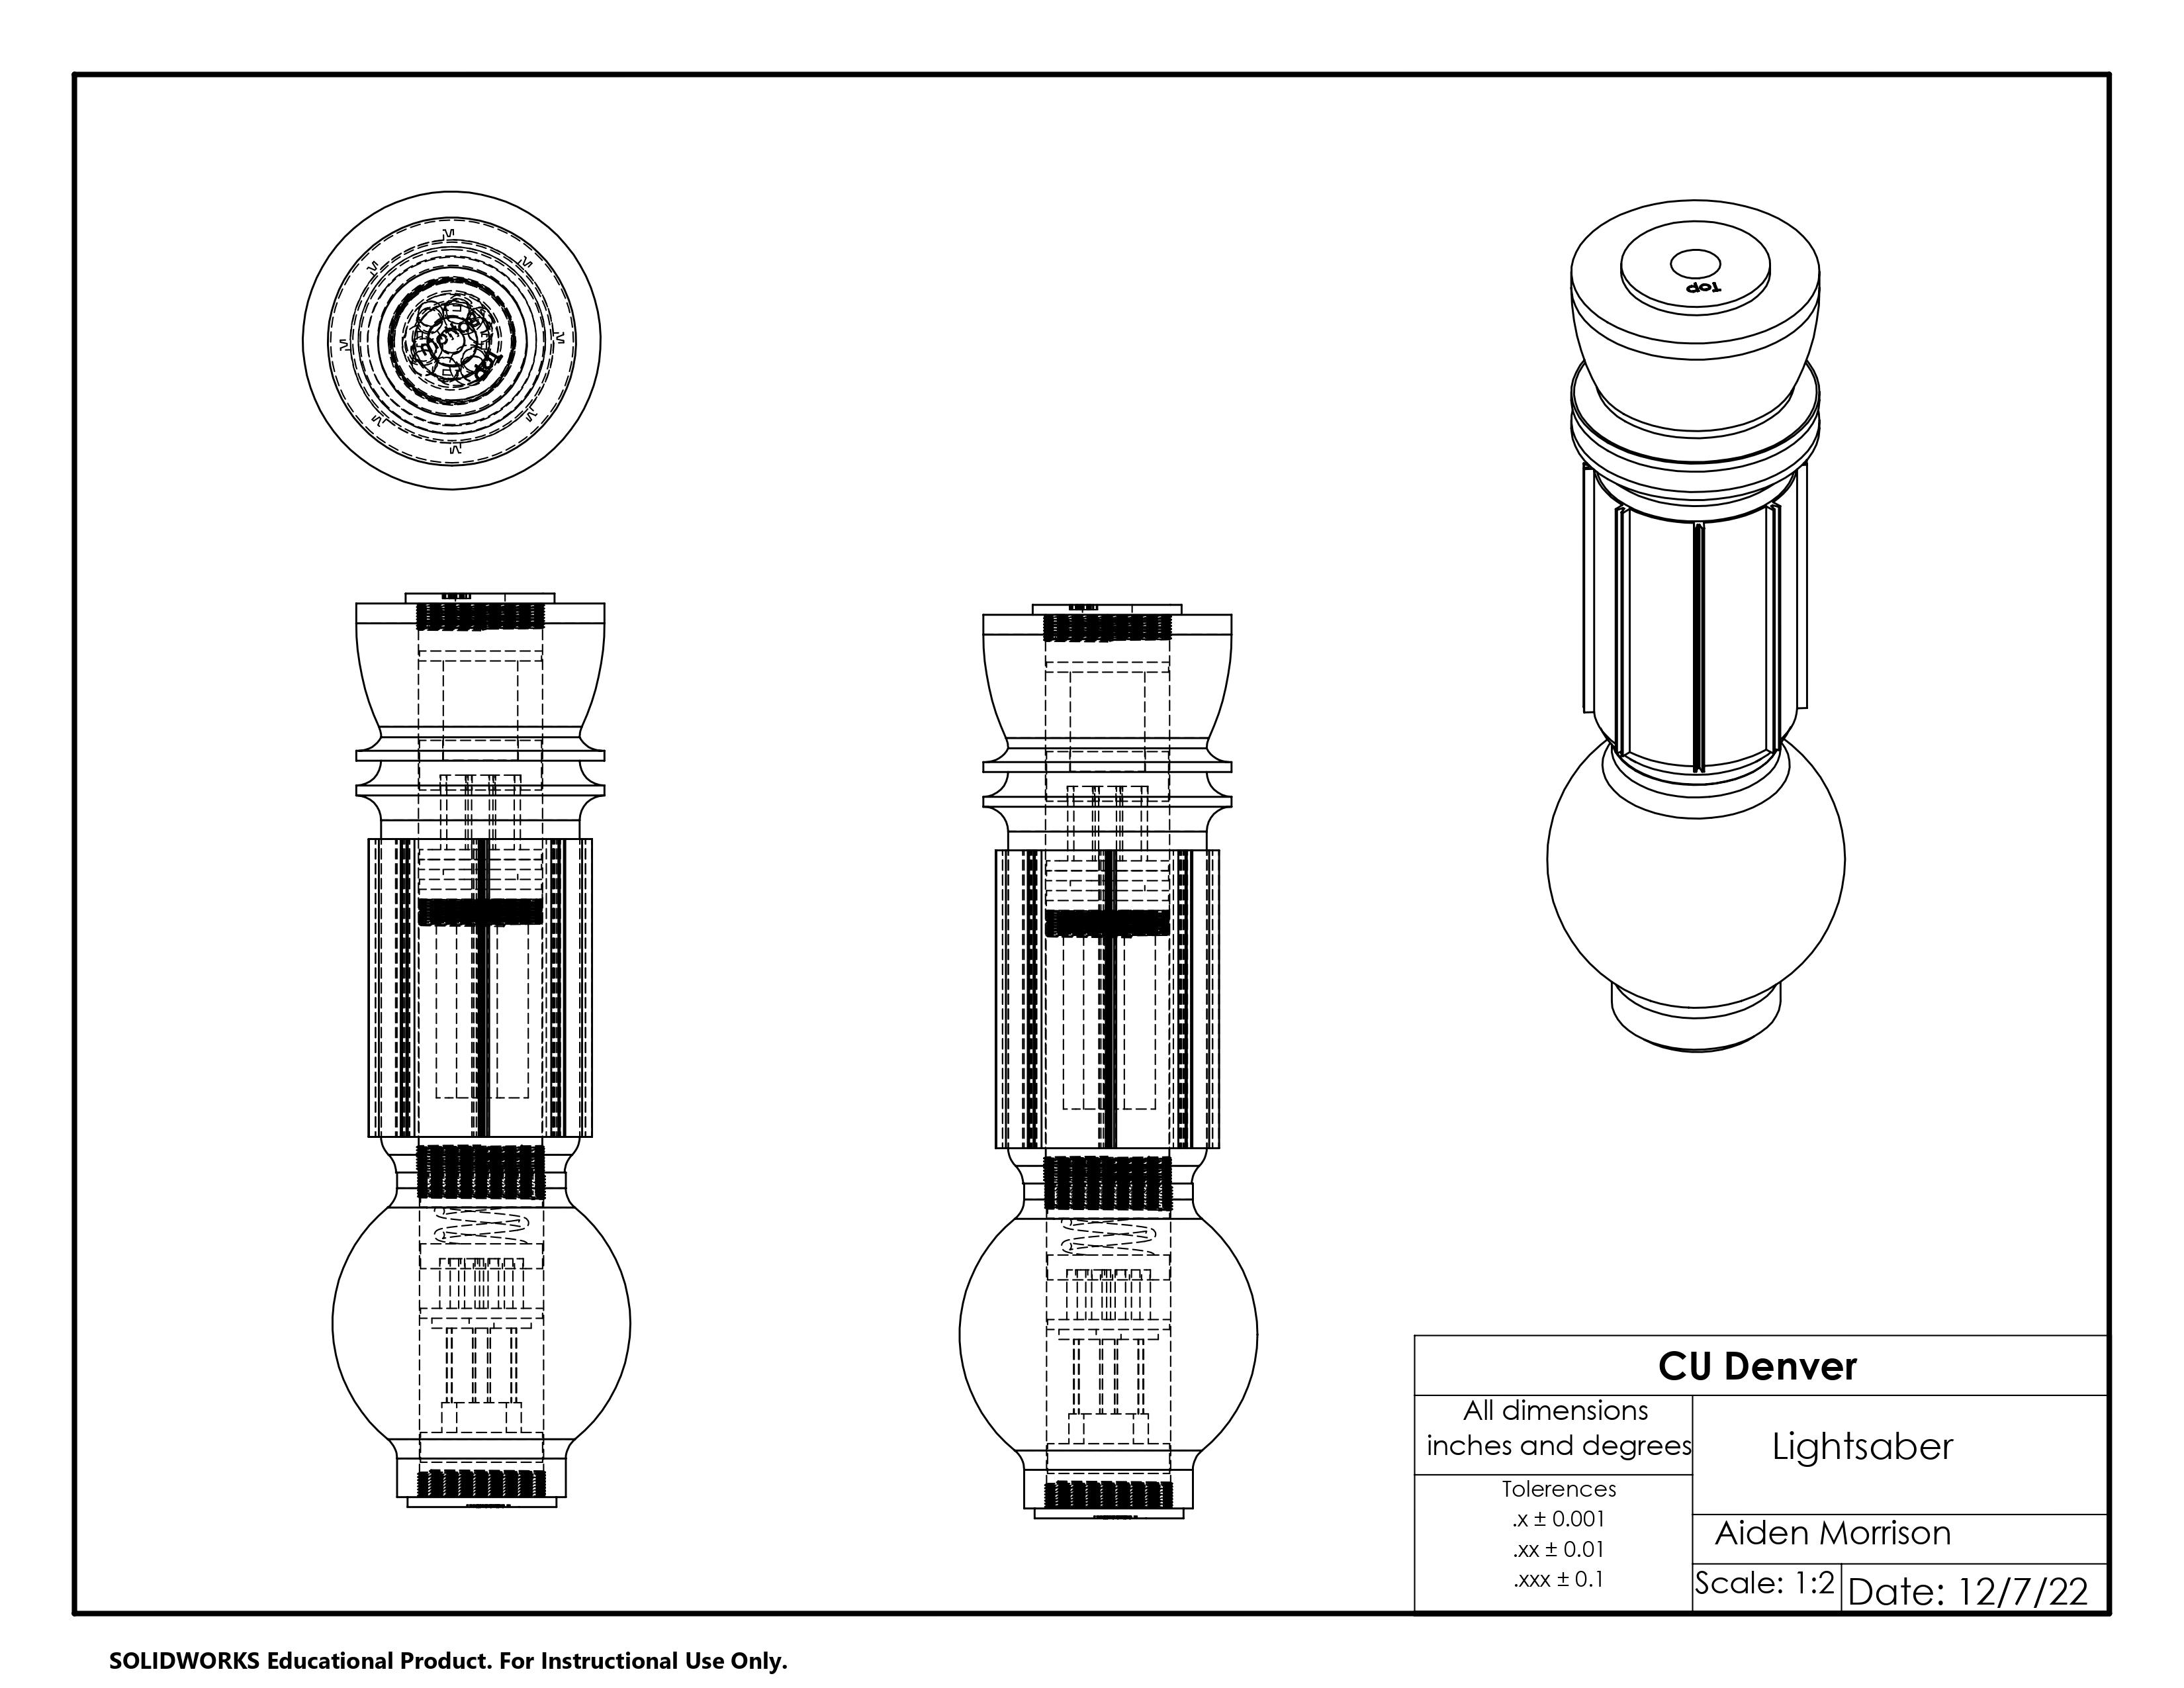 Top
CU Denver
All dimensions
inches and degrees
Lightsaber
Tolerences
.x ± 0.001
.xx ± 0.01
.xxx ± 0.1
Aiden Morrison
Scale: 1:2
Date: 12/7/22
SOLIDWORKS Educational Product. For Instructional Use Only.